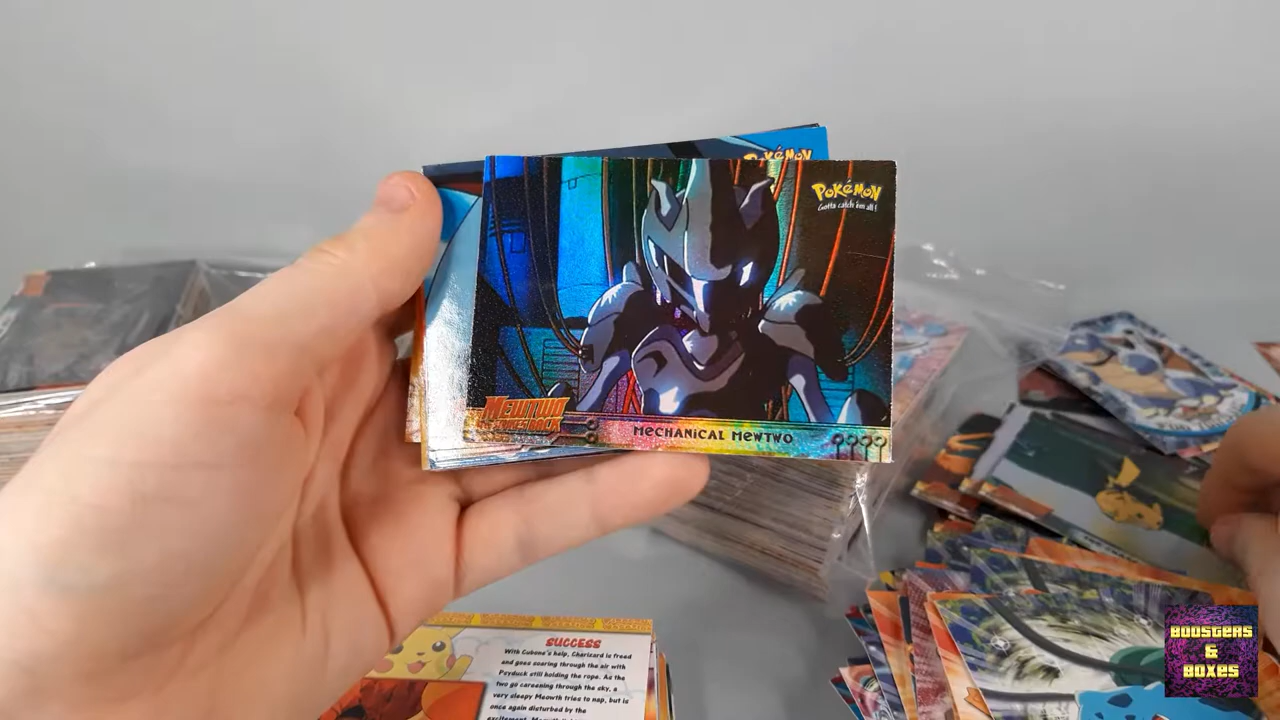 POKéMON
POKéMON
Gotta catch 'em all!
MEWTWO
STRIKES BACK
MECHANICAL MEWTWO
SUCCESS
With Cubone's help, Charizard is freed
and goes soaring through the air with
Psyduck still holding the rope. As the
two go careening through the sky, a
very sleepy Meowth tries to nap, but is
once again disturbed by the
BOOSTERS
&
BOXES